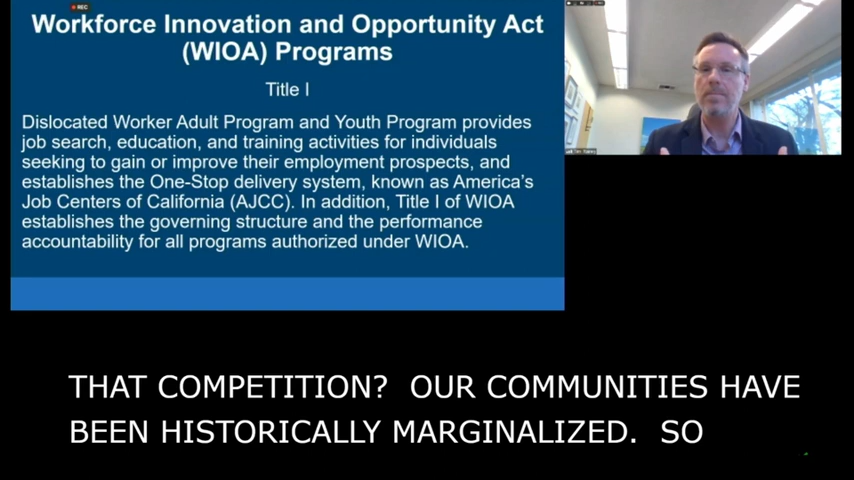 REC
Workforce Innovation and Opportunity Act
(WIOA) Programs
Title I
Dislocated Worker Adult Program and Youth Program provides
job search, education, and training activities for individuals
seeking to gain or improve their employment prospects, and
establishes the One-Stop delivery system, known as America's
Job Centers of California (AJCC). In addition, Title I of WIOA
establishes the governing structure and the performance
accountability for all programs authorized under WIOA.
THAT COMPETITION?  OUR COMMUNITIES HAVE
BEEN HISTORICALLY MARGINALIZED.  SO